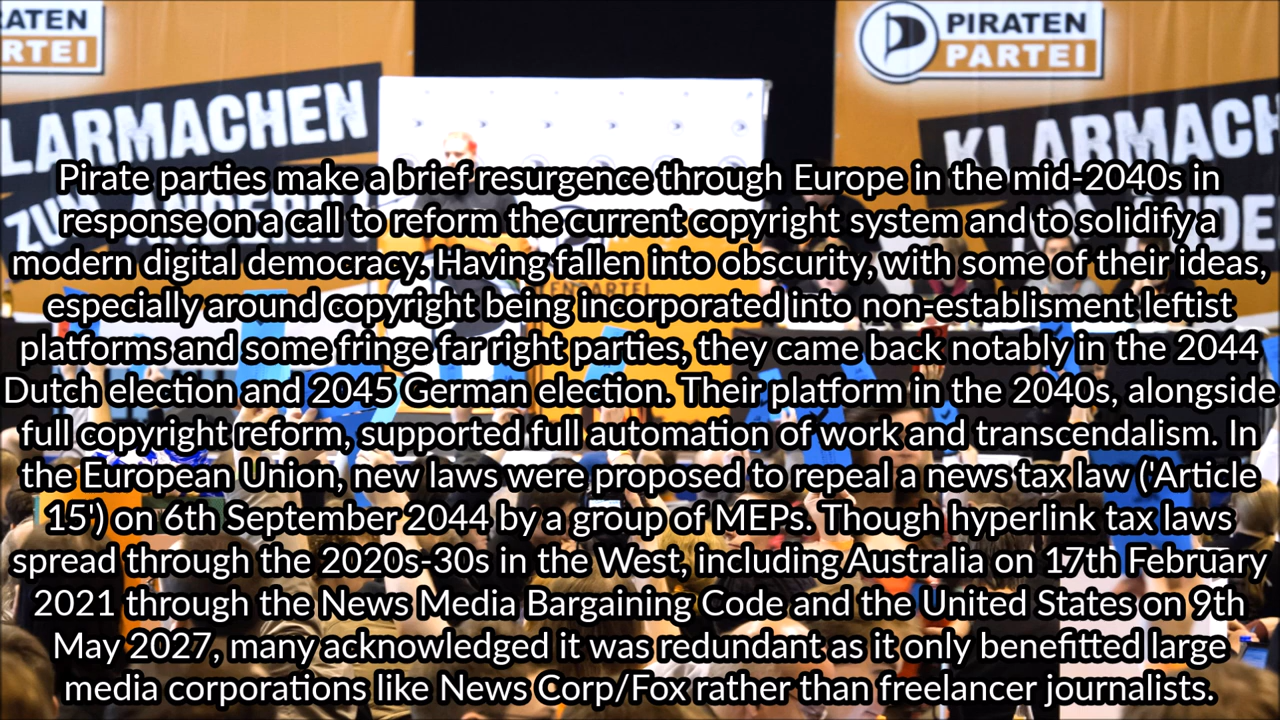 RATEN
RTEI
PIRATEN
PARTEI
LARMACHEN
KLARMACH
Pirate parties make a brief resurgence through Europe in the mid-2040s in
response on a call to reform the current copyright system and to solidify a
modern digital democracy. Having fallen into obscurity, with some of their ideas,
especially around copyright being incorporated into non-establisment leftist
platforms and some fringe far right parties, they came back notably in the 2044
Dutch election and 2045 German election. Their platform in the 2040s, alongside
full copyright reform, supported full automation of work and transcendalism. In
the European Union, new laws were proposed to repeal a news tax law ('Article
15') on 6th September 2044 by a group of MEPs. Though hyperlink tax laws
spread through the 2020s-30s in the West, including Australia on 17th February
2021 through the News Media Bargaining Code and the United States on 9th
May 2027, many acknowledged it was redundant as it only benefitted large
media corporations like News Corp/Fox rather than freelancer journalists.